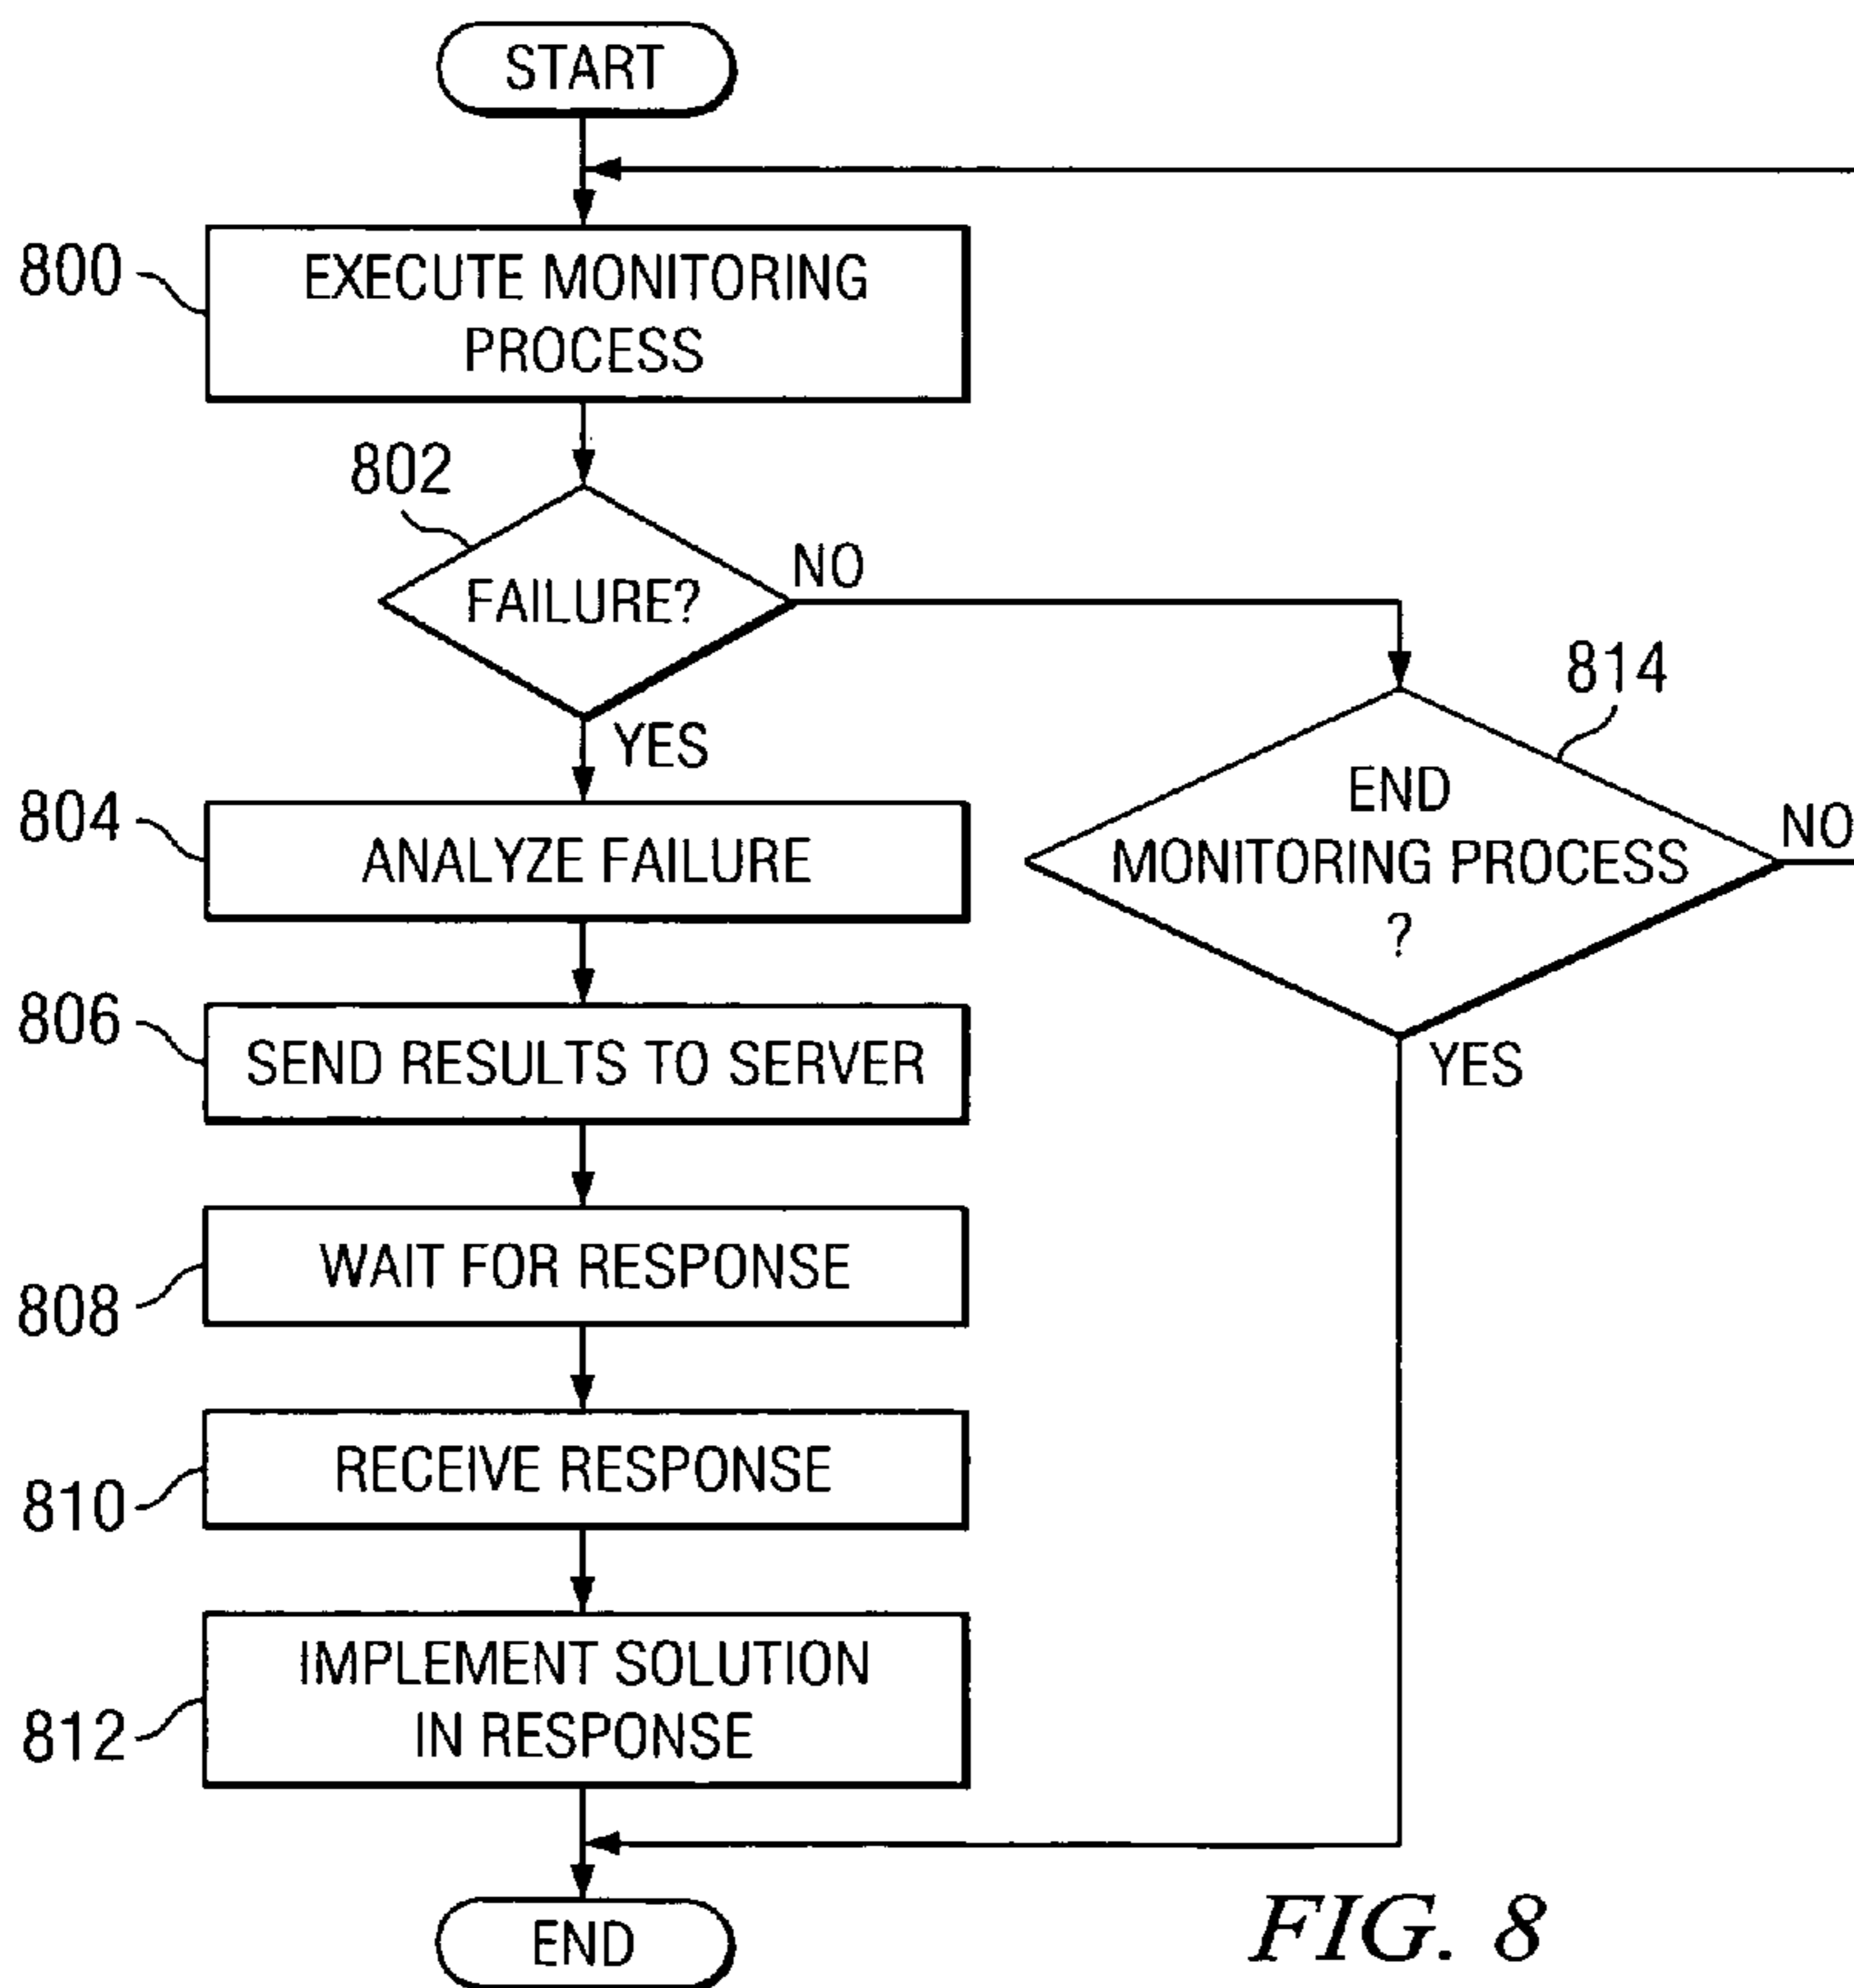 START
800
EXECUTE MONITORING
PROCESS
802
FAILURE?
NO
YES
814
END
MONITORING PROCESS
?
NO
YES
804
ANALYZE FAILURE
806
SEND RESULTS TO SERVER
808
WAIT FOR RESPONSE
810
RECEIVE RESPONSE
812
IMPLEMENT SOLUTION
IN RESPONSE
END
FIG. 8